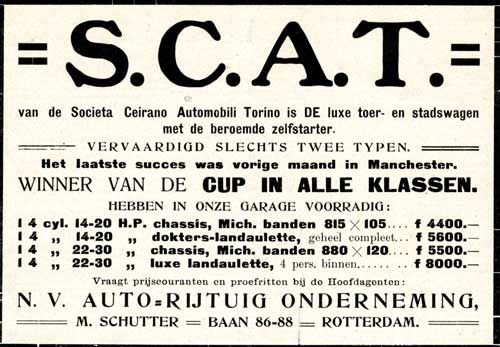 = S.C.A.T. =
van de Societa Ceirano Automobili Torino is DE luxe toer- en stadswagen
met de beroemde zelfstarter.
VERVAARDIGD SLECHTS TWEE TYPEN.
Het laatste succes was vorige maand in Manchester.
WINNER VAN DE CUP IN ALLE KLASSEN.
HEBBEN IN ONZE GARAGE VOORRADIG:
1 4 cyl. 14-20 H.P. chassis, Mich. banden 815 × 105.... f 4400.—
1 4 „ 14-20 „ dokters-landaulette, geheel compleet... f 5600.—
1 4 „ 22-30 „ chassis, Mich. banden 880 × 120.... f 5500.—
1 4 „ 22-30 „ luxe landaulette, 4 pers. binnen...... f 8000.—
Vraagt prijscouranten en proefritten bij de Hoofdagenten:
N. V. AUTO=RIJTUIG ONDERNEMING,
M. SCHUTTER — BAAN 86-88 — ROTTERDAM.